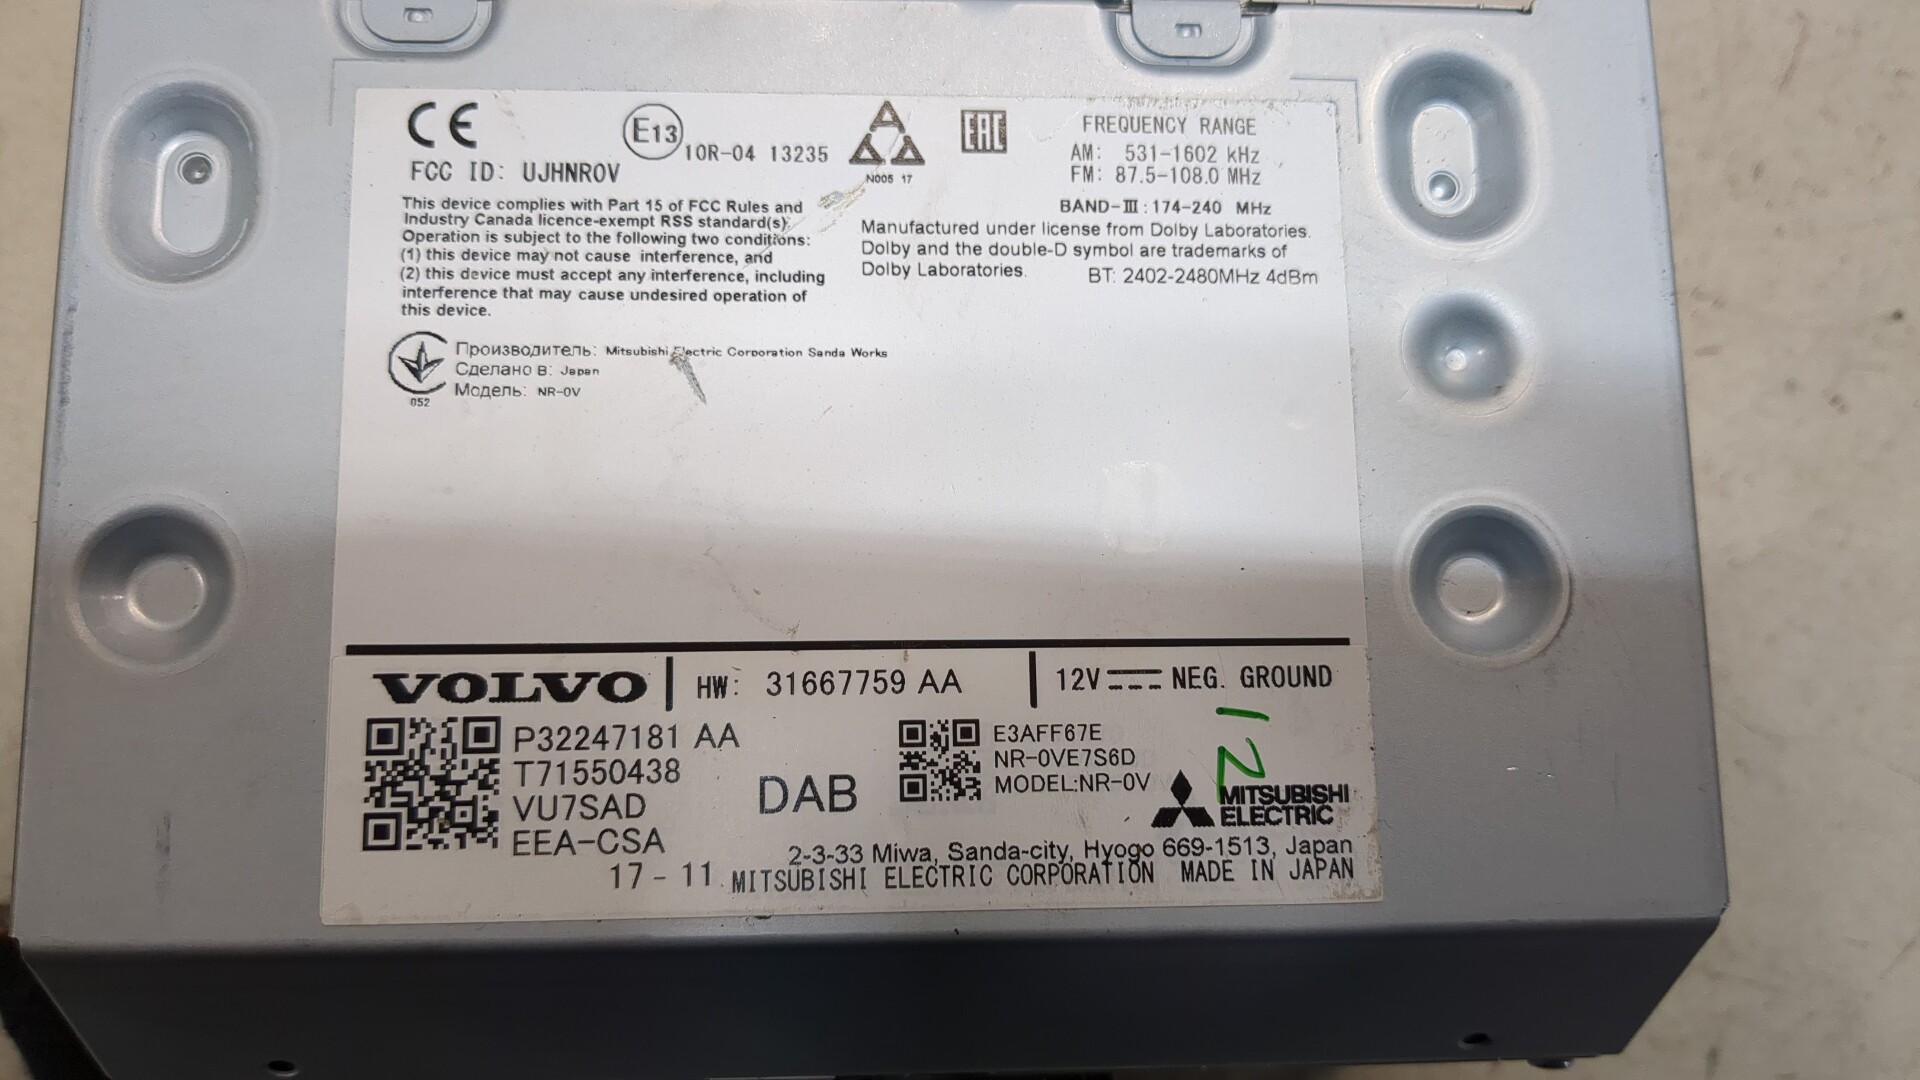 CE
E13
10R-04 13235
N005 17
EAC
FCC ID: UJHNROV
This device complies with Part 15 of FCC Rules and
Industry Canada licence-exempt RSS standard(s).
Operation is subject to the following two conditions:
(1) this device may not cause interference, and
(2) this device must accept any interference, including
interference that may cause undesired operation of
this device.
FREQUENCY RANGE
AM: 531-1602 kHz
FM: 87.5-108.0 MHz
BAND-III: 174-240 MHz
Manufactured under license from Dolby Laboratories.
Dolby and the double-D symbol are trademarks of
Dolby Laboratories.
BT: 2402-2480MHz 4dBm
Производитель: Mitsubishi Electric Corporation Sanda Works
Сделано в: Japan
Модель: NR-0V
052
VOLVO
HW: 31667759 AA
12V NEG. GROUND
P32247181 AA
T71550438
VU7SAD
EEA-CSA
DAB
E3AFF67E
NR-0VE7S6D
MODEL:NR-0V
12
MITSUBISHI
ELECTRIC
2-3-33 Miwa, Sanda-city, Hyogo 669-1513, Japan
17-11 MITSUBISHI ELECTRIC CORPORATION MADE IN JAPAN